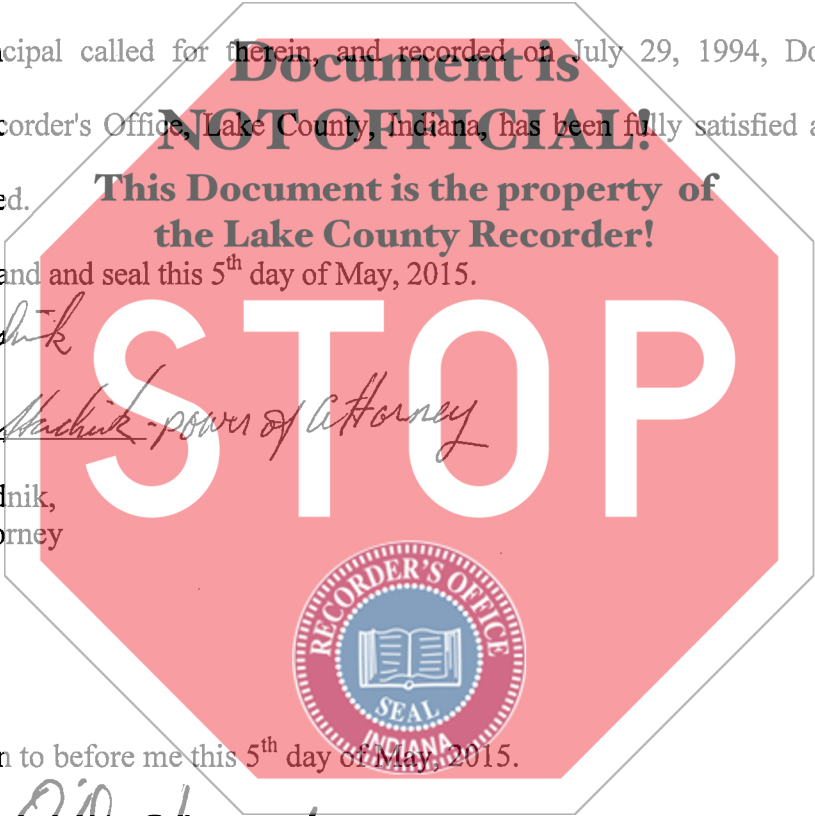 ncipal called for therein, and recorded on July 29, 1994, Do
Document is
corder's Office, Lake County, Indiana, has been fully satisfied a
NOT OFFICIAL!
ed.
This Document is the property of
the Lake County Recorder!
and and seal this 5th day of May, 2015.
STOP
power of attorney
dnik,
orney
RECORDER'S OFFICE
SEAL
INDIANA
n to before me this 5th day of May, 2015.